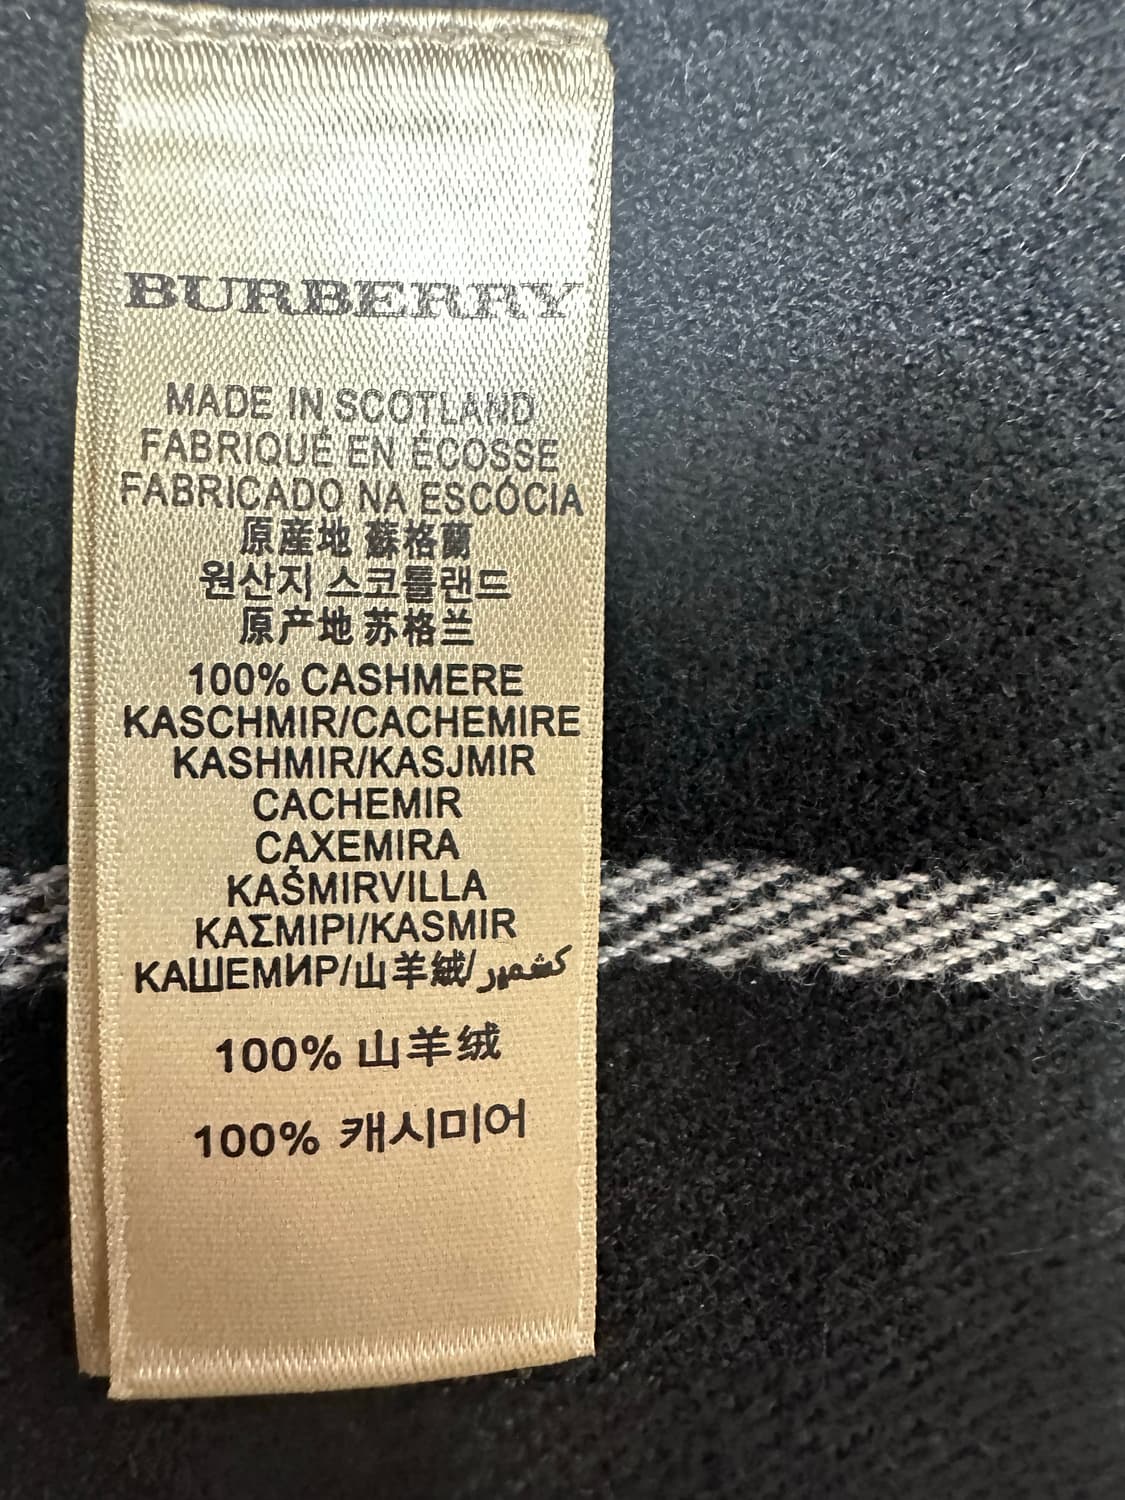 BURBERRY
MADE IN SCOTLAND
FABRIQUÉ EN ÉCOSSE
FABRICADO NA ESCÓCIA
原産地 蘇格蘭
원산지 스코틀랜드
原产地 苏格兰
100% CASHMERE
KASCHMIR/CACHEMIRE
KASHMIR/KASJMIR
CACHEMIR
CAXEMIRA
KAŠMIRVILLA
ΚΑΣΜΙΡΙ/KASMIR
КАШЕМИР/山羊絨/كشمير
100% 山羊绒
100% 캐시미어